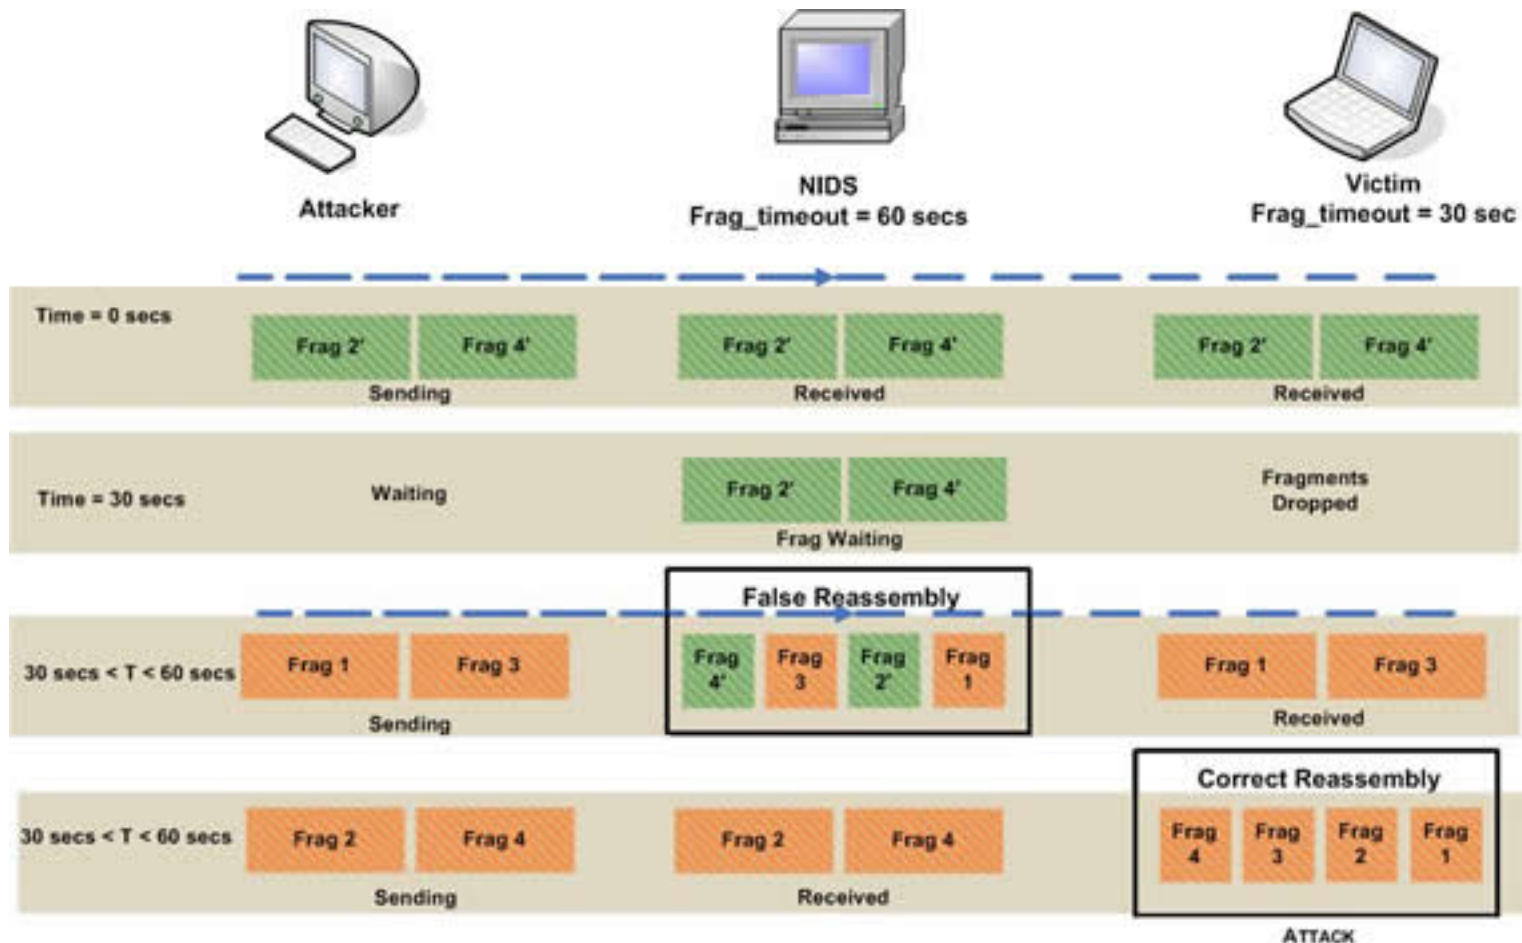 Attacker
NIDS
Frag_timeout = 60 secs
Victim
Frag_timeout = 30 sec
Time = 0 secs
Frag 2'
Frag 4'
Sending
Frag 2'
Frag 4'
Received
Frag 2'
Frag 4'
Received
Time = 30 secs
Waiting
Frag 2'
Frag 4'
Frag Waiting
Fragments
Dropped
30 secs < T < 60 secs
Frag 1
Frag 3
Sending
False Reassembly
Frag
4'
Frag
3
Frag
2'
Frag
1
Frag 1
Frag 3
Received
30 secs < T < 60 secs
Frag 2
Frag 4
Sending
Frag 2
Frag 4
Received
Correct Reassembly
Frag
4
Frag
3
Frag
2
Frag
1
ATTACK